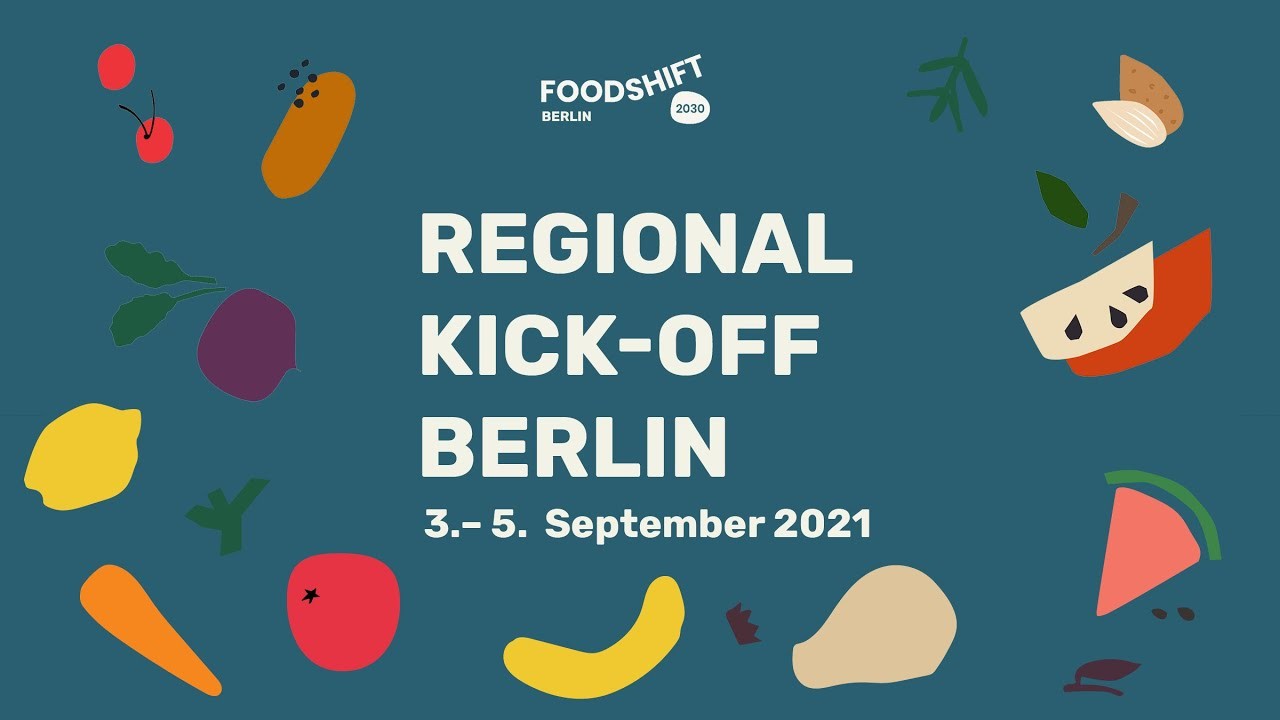 FOODSHIFT
2030
BERLIN
REGIONAL
KICK-OFF
BERLIN
3.– 5. September 2021